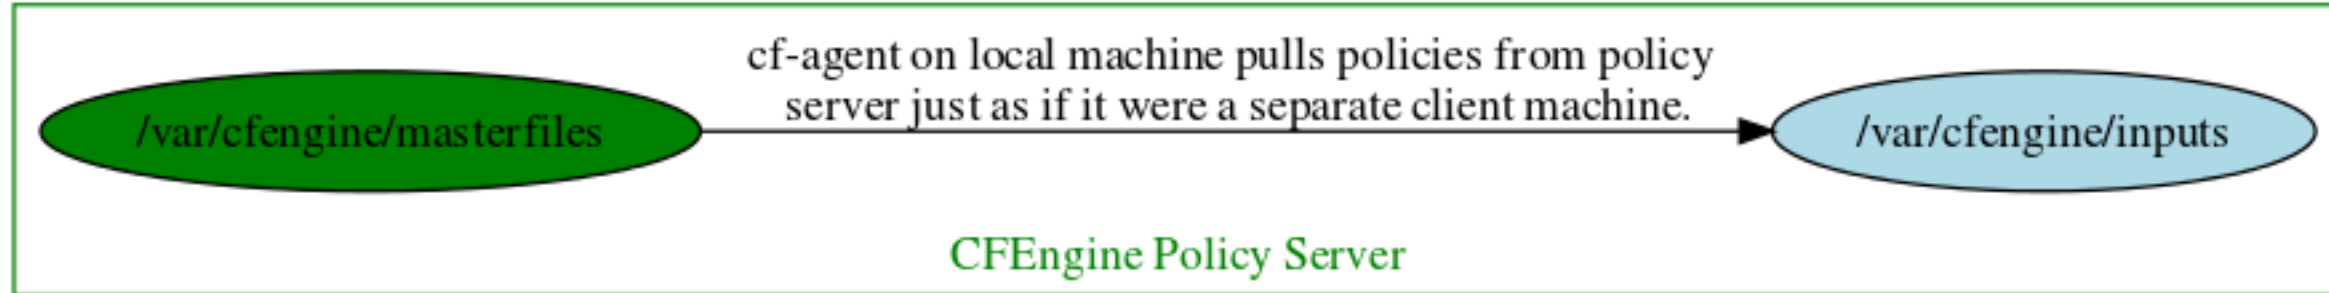 cf-agent on local machine pulls policies from policy
server just as if it were a separate client machine.
/var/cfengine/masterfiles
/var/cfengine/inputs
CFEngine Policy Server